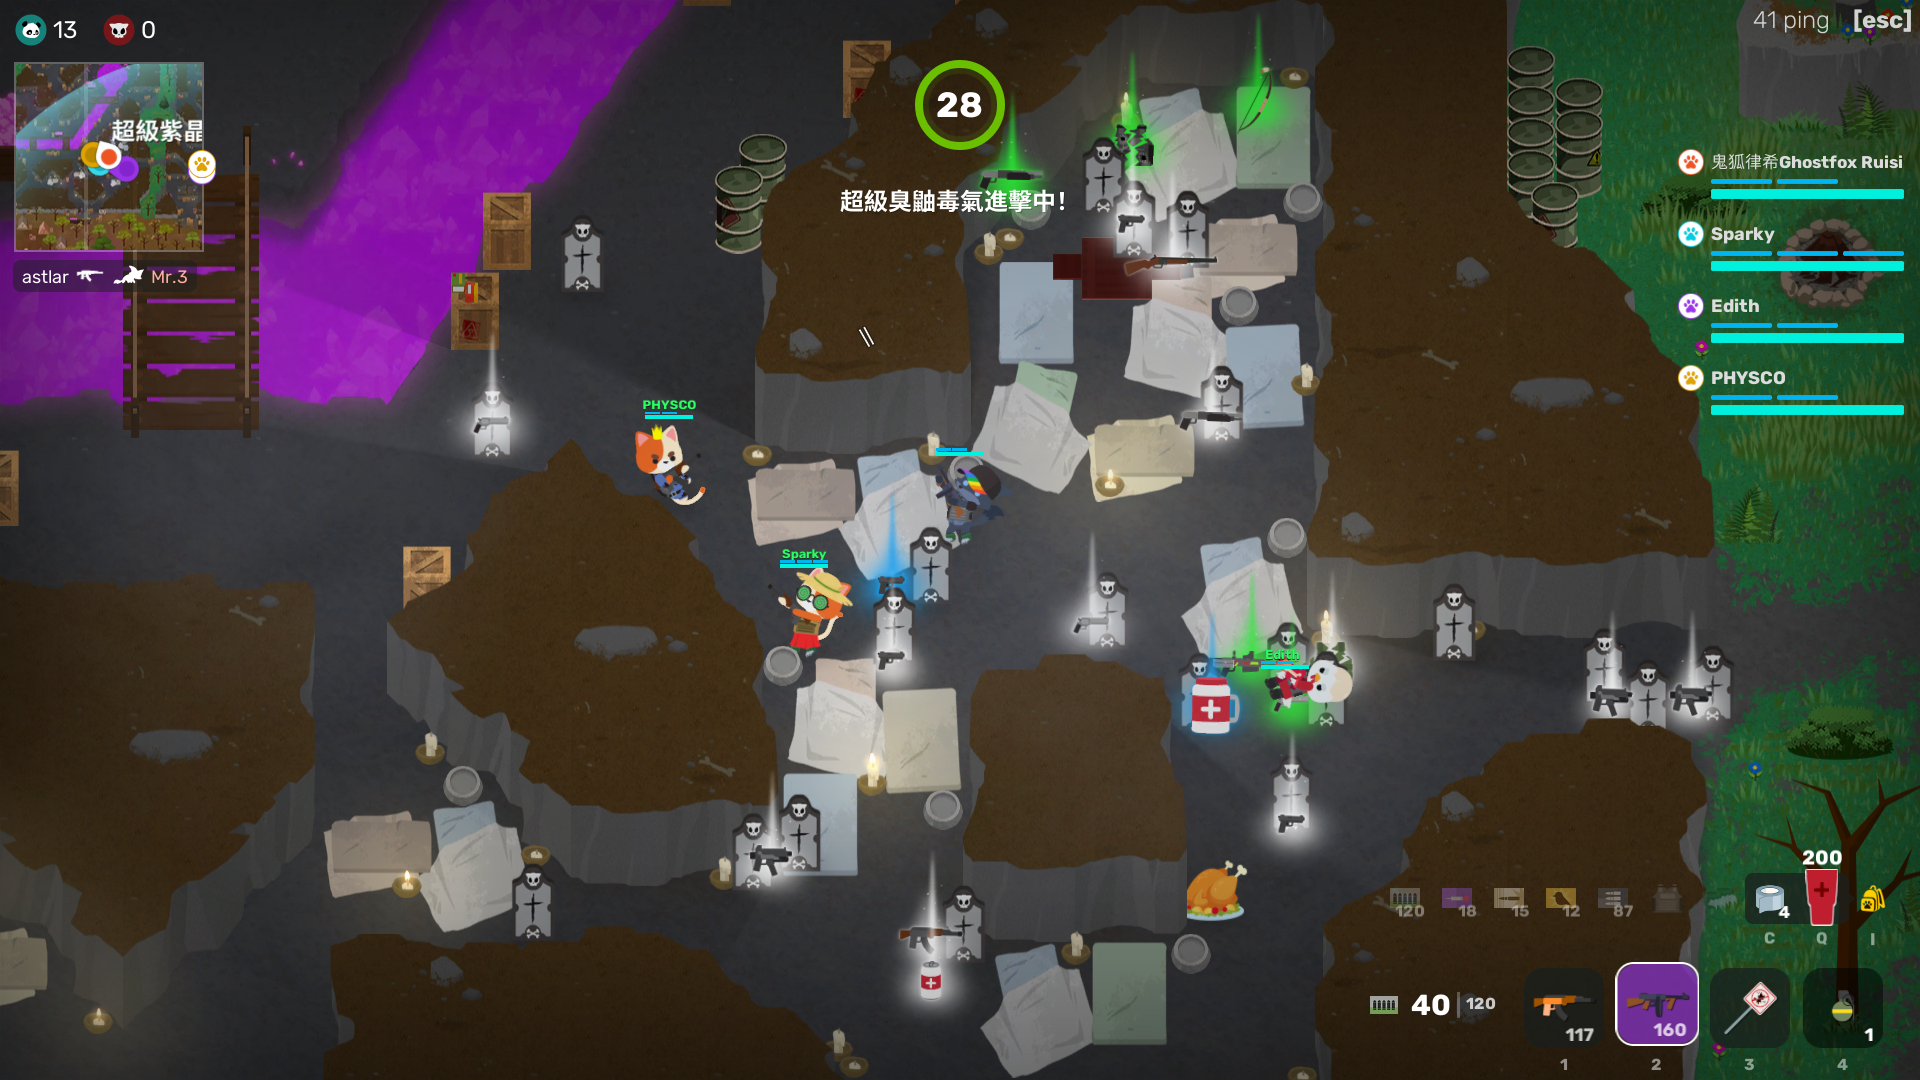 13
0
28
41 ping [esc]
超級紫晶
超級臭鼬毒氣進擊中!
astlar Mr.3
鬼狐律希Ghostfox Ruisi
Sparky
Edith
PHYSCO
PHYSCO
Sparky
Edith
200
120 18 15 12 87
4
C Q I
40 120
117 160 1
1 2 3 4